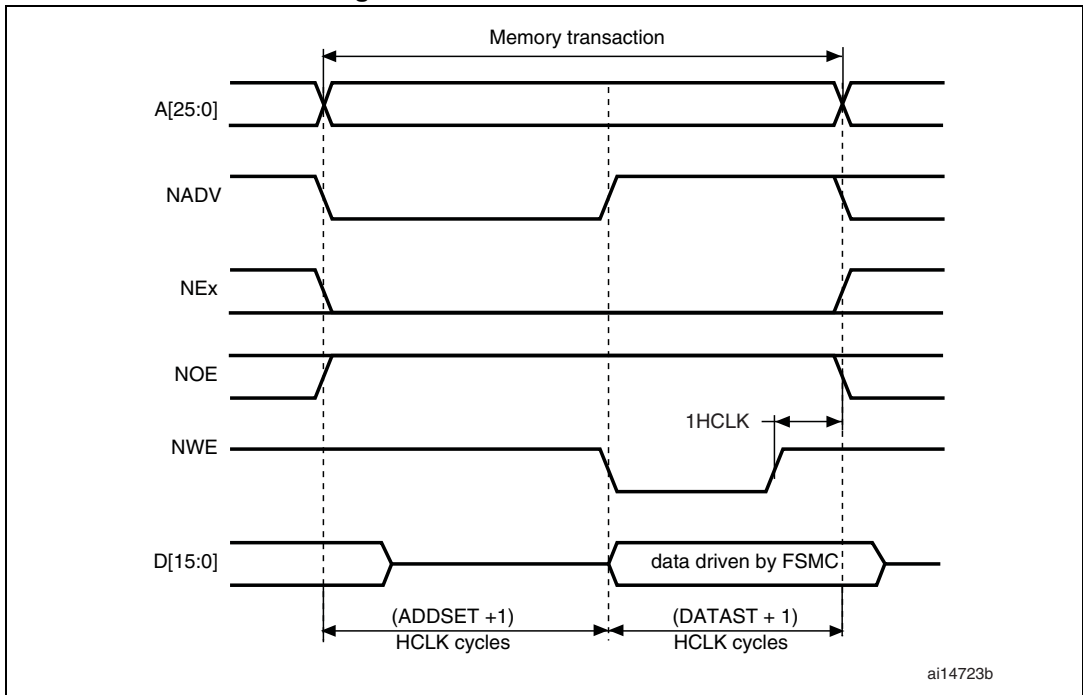 Memory transaction
A[25:0]
NADV
NEx
NOE
1HCLK
NWE
D[15:0]
data driven by FSMC
(ADDSET +1)
HCLK cycles
(DATAST + 1)
HCLK cycles
ai14723b